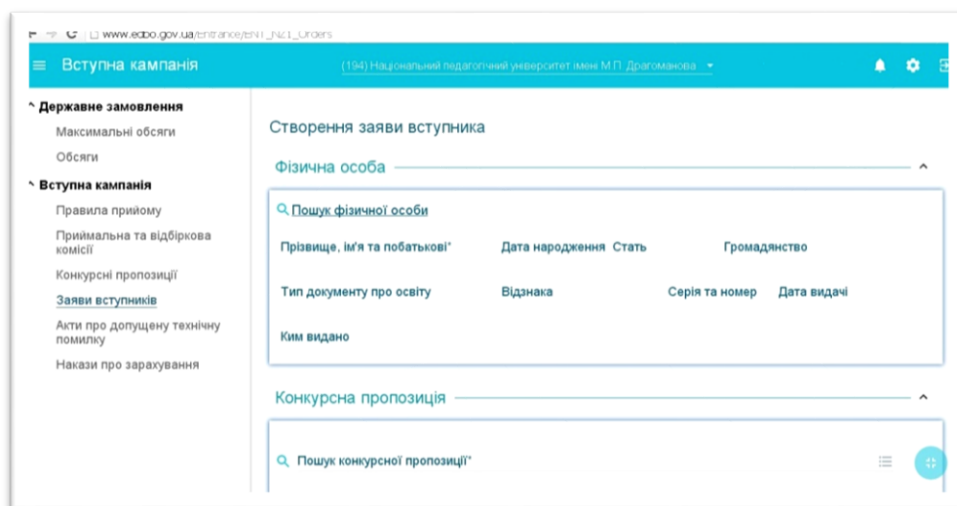 www.edbo.gov.ua/Entrance/ENT_NZ1_Orders
Вступна кампанія
(194) Національний педагогічний університет імені М.П. Драгоманова
Державне замовлення
Максимальні обсяги
Обсяги
Вступна кампанія
Правила прийому
Приймальна та відбіркова
комісії
Конкурсні пропозиції
Заяви вступників
Акти про допущену технічну
помилку
Накази про зарахування
Створення заяви вступника
Фізична особа
Пошук фізичної особи
Прізвище, ім'я та побатькові* Дата народження Стать Громадянство
Тип документу про освіту Відзнака Серія та номер Дата видачі
Ким видано
Конкурсна пропозиція
Пошук конкурсної пропозиції*